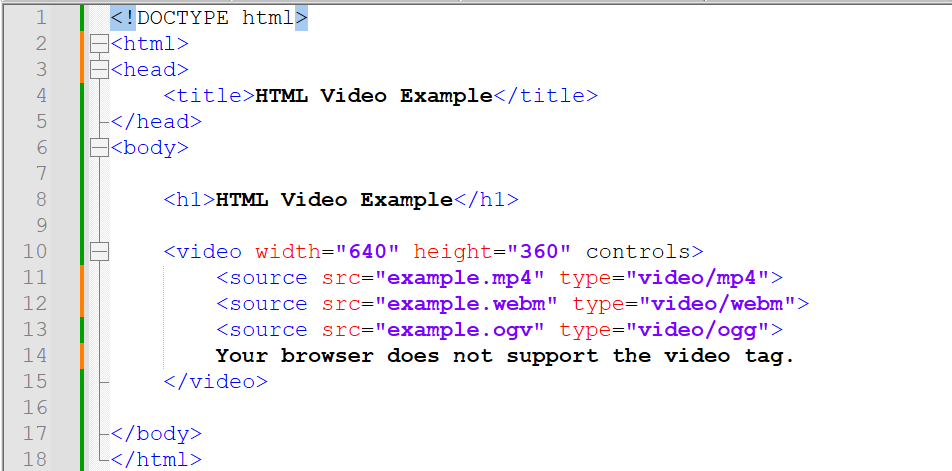 1 <!DOCTYPE html>
2 <html>
3 <head>
4 <title>HTML Video Example</title>
5 </head>
6 <body>
7
8 <h1>HTML Video Example</h1>
9
10 <video width="640" height="360" controls>
11 <source src="example.mp4" type="video/mp4">
12 <source src="example.webm" type="video/webm">
13 <source src="example.ogv" type="video/ogg">
14 Your browser does not support the video tag.
15 </video>
16
17 </body>
18 </html>